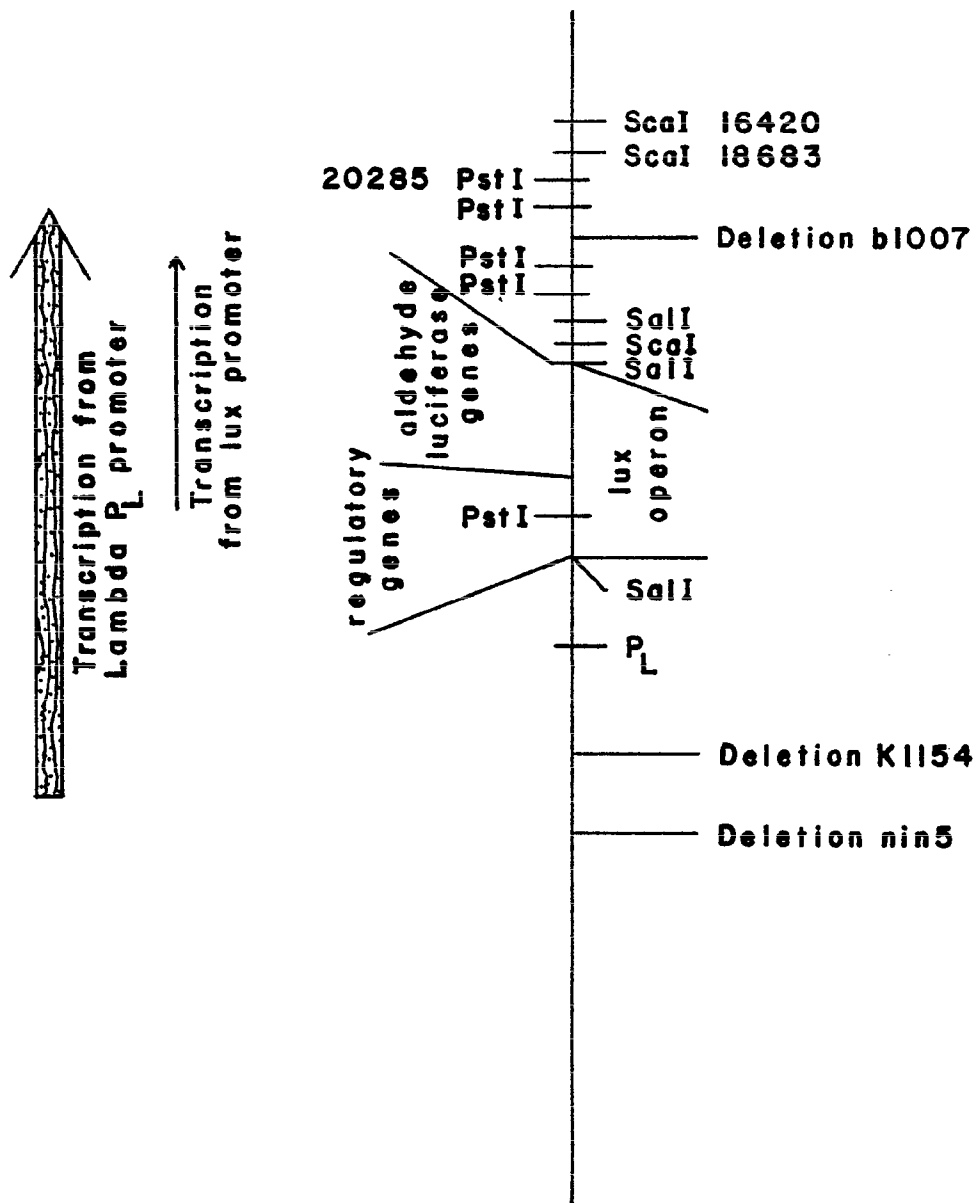 ScaI 16420
ScaI 18683
20285 PstI
PstI
Deletion b1007
PstI
PstI
SalI
ScaI
SalI
Transcription from
Lambda PL promoter
Transcription
from lux promoter
aldehyde
luciferase
genes
lux
operon
regulatory
genes
PstI
SalI
PL
Deletion K1154
Deletion nin5